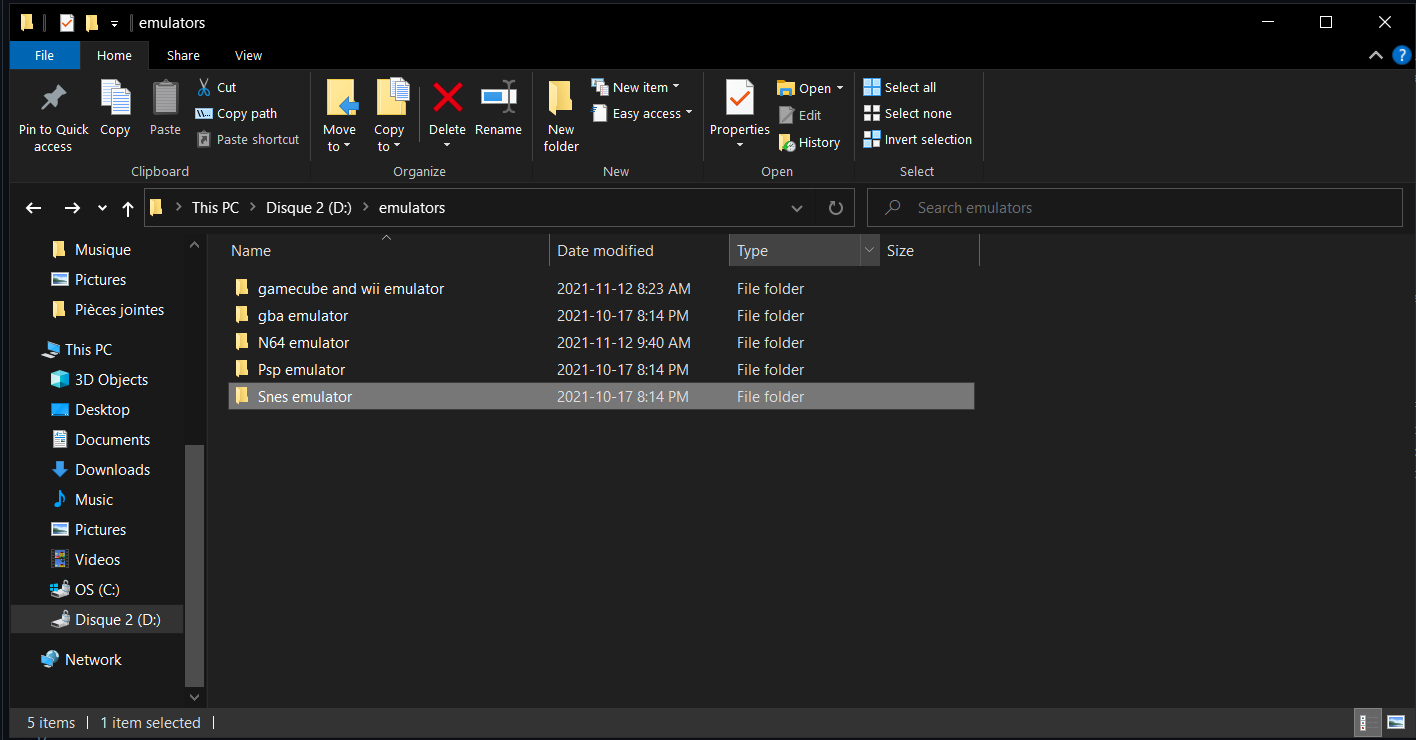 emulators
File Home Share View
Pin to Quick access
Copy
Paste
Cut
Copy path
Paste shortcut
Clipboard
Move to
Copy to
Delete
Rename
Organize
New folder
New item
Easy access
New
Properties
Open
Edit
History
Open
Select all
Select none
Invert selection
Select
This PC Disque 2 (D:) emulators
Search emulators
Musique
Pictures
Pièces jointes
This PC
3D Objects
Desktop
Documents
Downloads
Music
Pictures
Videos
OS (C:)
Disque 2 (D:)
Network
Name Date modified Type Size
gamecube and wii emulator 2021-11-12 8:23 AM File folder
gba emulator 2021-10-17 8:14 PM File folder
N64 emulator 2021-11-12 9:40 AM File folder
Psp emulator 2021-10-17 8:14 PM File folder
Snes emulator 2021-10-17 8:14 PM File folder
5 items 1 item selected